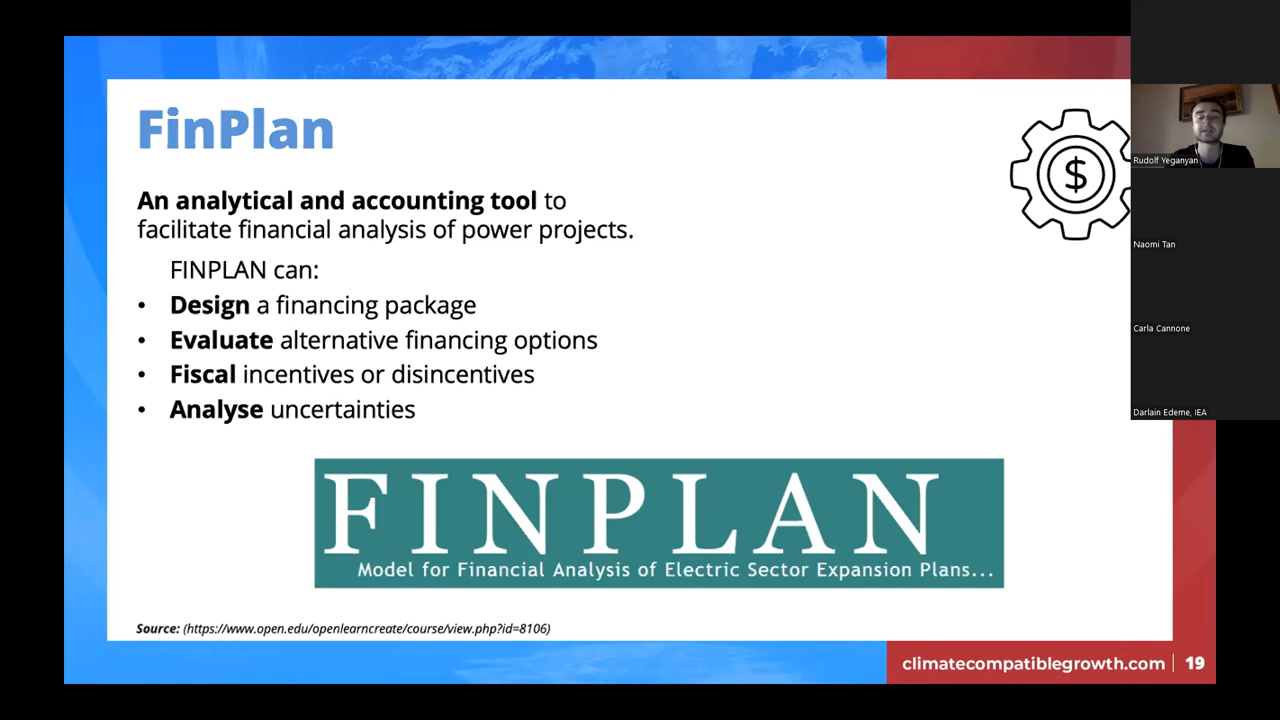 FinPlan
An analytical and accounting tool to
facilitate financial analysis of power projects.
FINPLAN can:
• Design a financing package
• Evaluate alternative financing options
• Fiscal incentives or disincentives
• Analyse uncertainties
$
FINPLAN
Model for Financial Analysis of Electric Sector Expansion Plans...
Source: (https://www.open.edu/openlearncreate/course/view.php?id=8106)
climatecompatiblegrowth.com | 19
Rudolf Yeganyan
Naomi Tan
Carla Cannone
Darlain Edeme, IEA